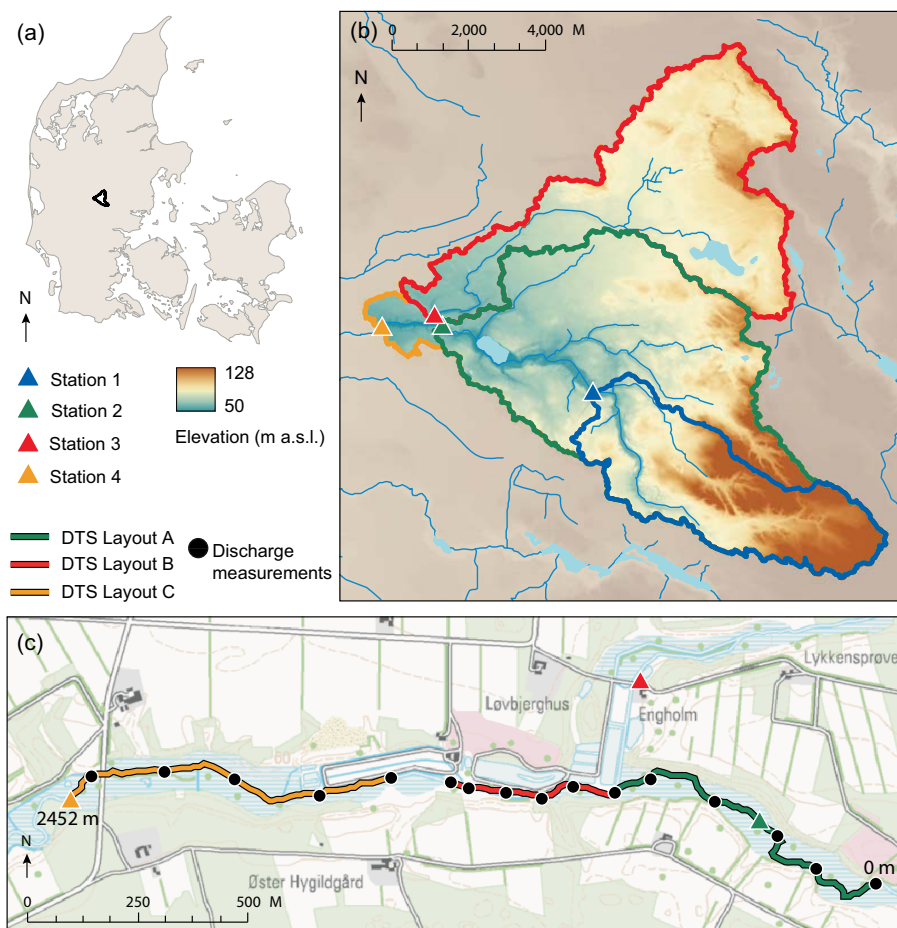 (a)
N
Station 1
Station 2
Station 3
Station 4
128
50
Elevation (m a.s.l.)
DTS Layout A
DTS Layout B
DTS Layout C
Discharge
measurements
(b)
0 2,000 4,000 M
N
(c)
Lykkensprøve
Løvbjerghus
Engholm
60
2452 m
0 m
N
Øster Hygildgård
0 250 500 M